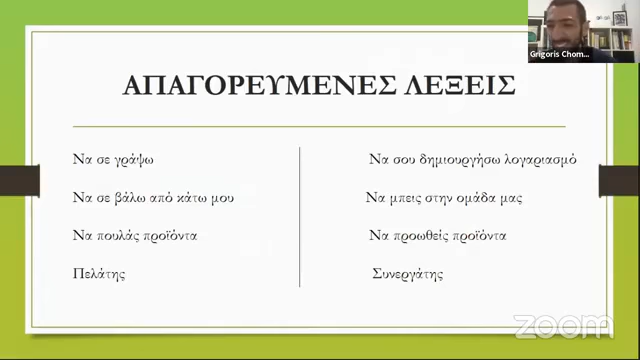 Grigoris Chom...
ΑΠΑΓΟΡΕΥΜΕΝΕΣ ΛΕΞΕΙΣ
Να σε γράψω
Να σου δημιουργήσω λογαριασμό
Να σε βάλω από κάτω μου
Να μπεις στην ομάδα μας
Να πουλάς προϊόντα
Να προωθείς προϊόντα
Πελάτης
Συνεργάτης
zoom